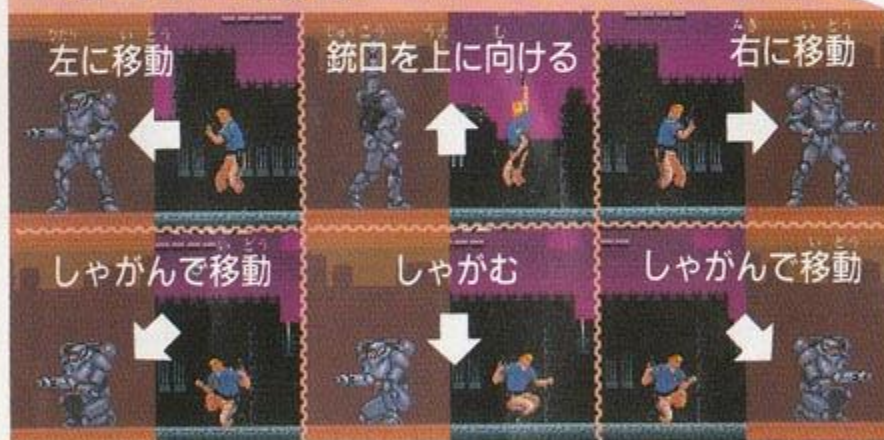 左に移動
銃口を上に向ける
右に移動
しゃがんで移動
しゃがむ
しゃがんで移動